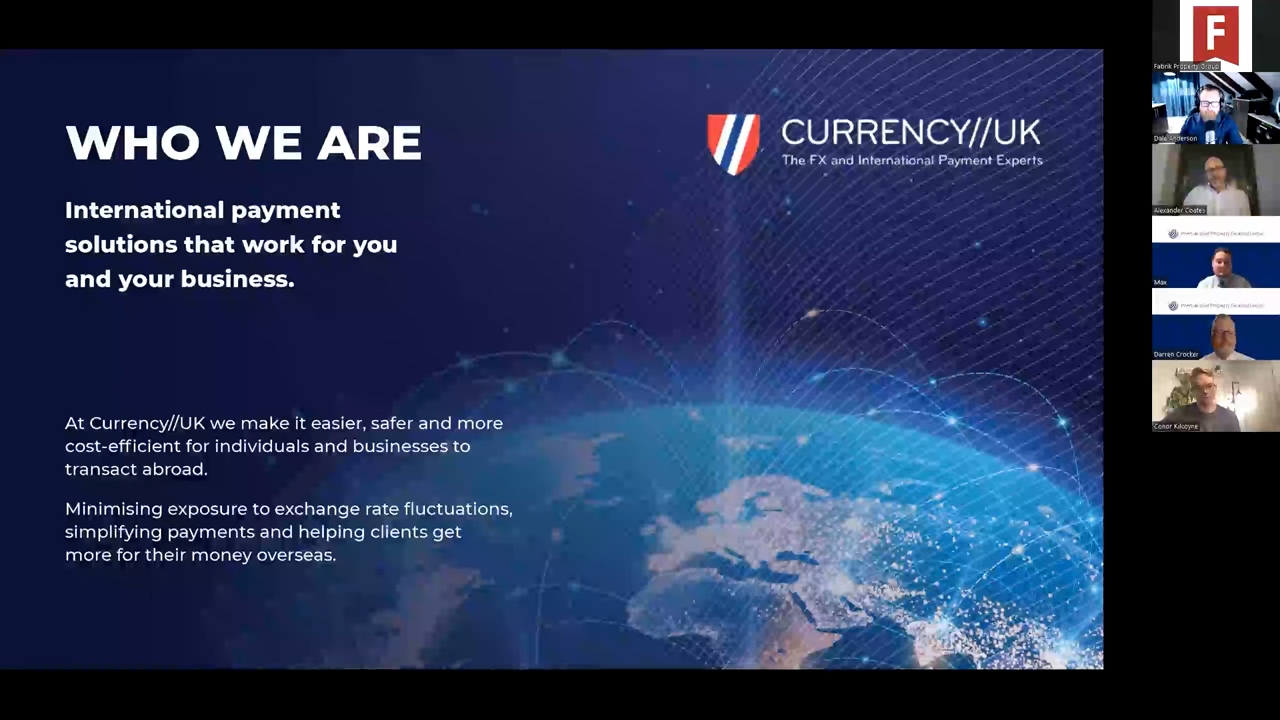 WHO WE ARE
International payment
solutions that work for you
and your business.
At Currency//UK we make it easier, safer and more
cost-efficient for individuals and businesses to
transact abroad.
Minimising exposure to exchange rate fluctuations,
simplifying payments and helping clients get
more for their money overseas.
CURRENCY//UK
The FX and International Payment Experts
F
Fabrik Property Group
Dale Anderson
Alexander Coates
Max
Darren Crocker
Conor Kilcoyne